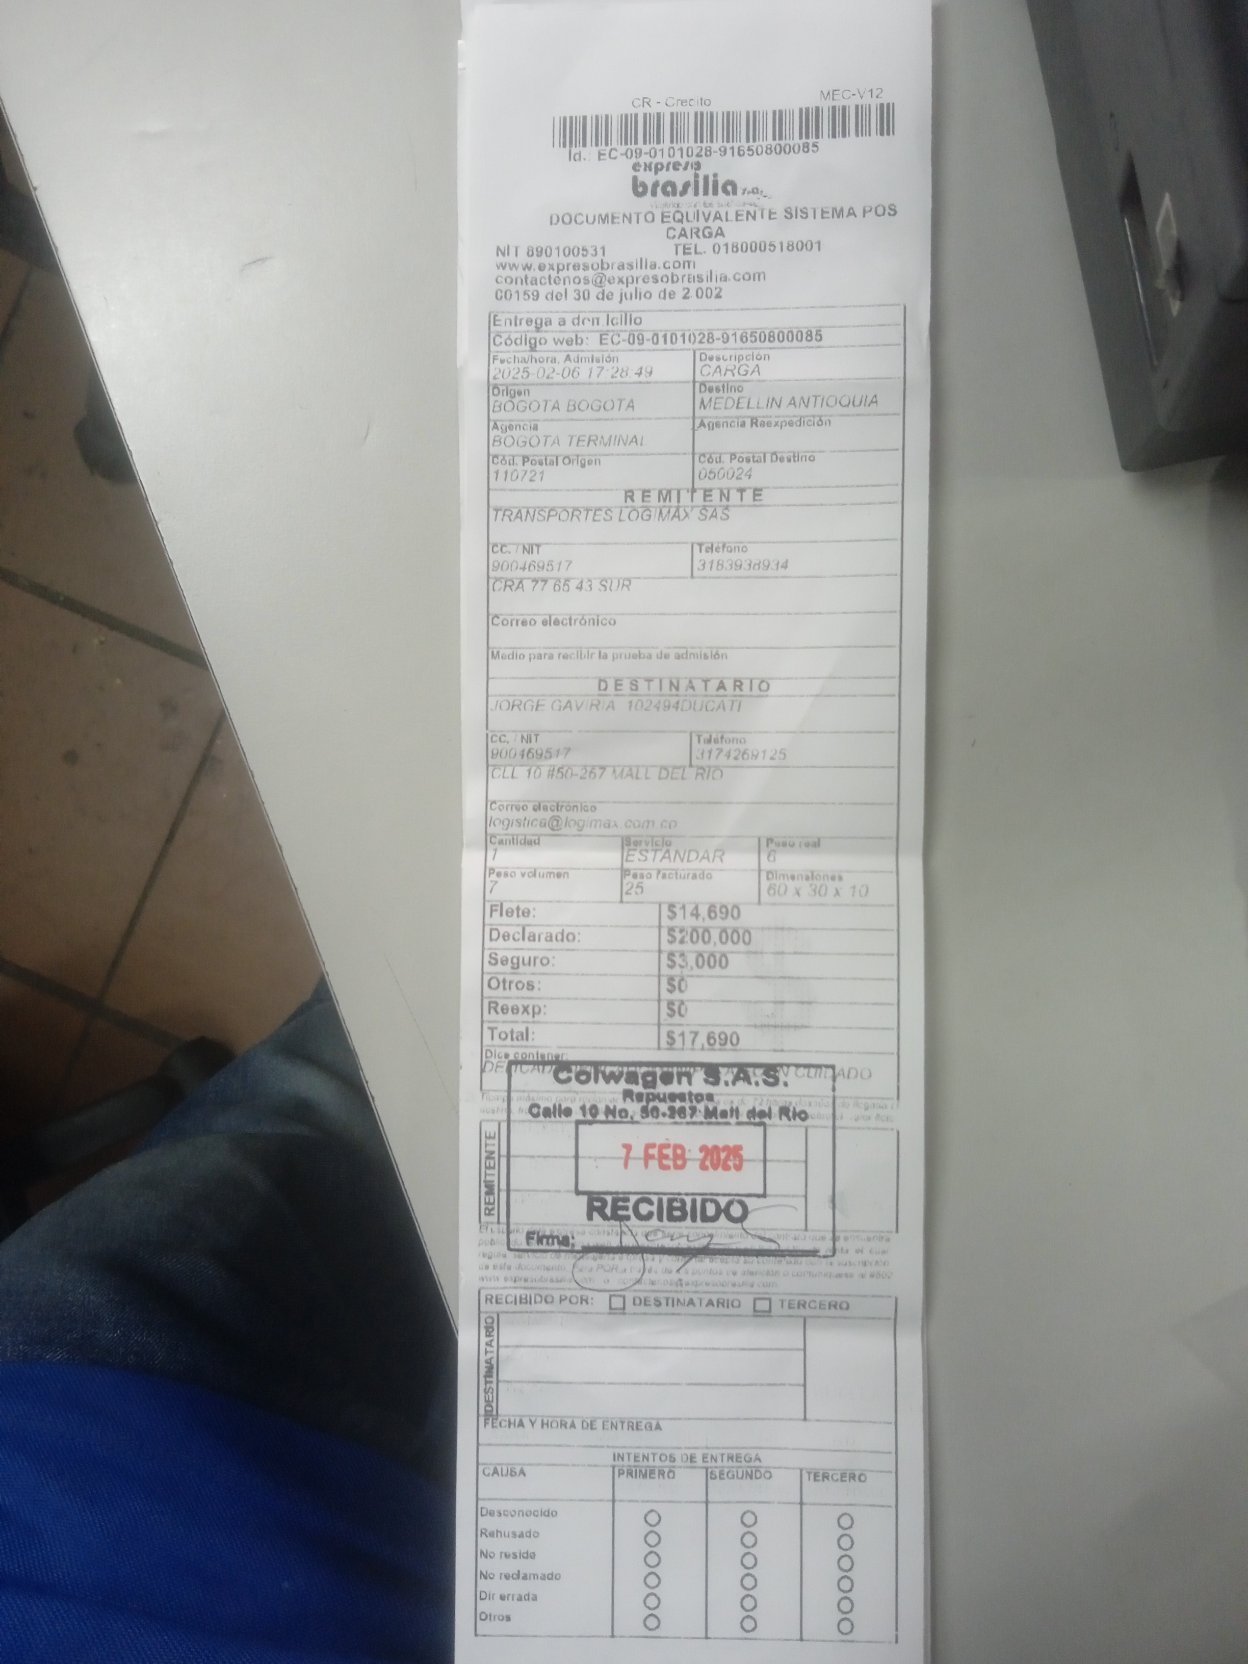 CR - Credito MEC-V12
Id.: EC-09-0101028-91650800085
expreso
brasilia s.a.
DOCUMENTO EQUIVALENTE SISTEMA POS
CARGA
NIT 890100531 TEL. 018000518001
www.expresobrasilia.com
contactenos@expresobrasilia.com
00159 del 30 de julio de 2.002
Entrega a domicilio
Código web: EC-09-0101028-91650800085
Fecha/hora. Admisión Descripción
2025-02-06 17:28:49 CARGA
Origen Destino
BOGOTA BOGOTA MEDELLIN ANTIOQUIA
Agencia Agencia Reexpedición
BOGOTA TERMINAL
Cód. Postal Origen Cód. Postal Destino
110721 050024
REMITENTE
TRANSPORTES LOGIMAX SAS
CC. / NIT Teléfono
900469517 3183938934
CRA 77 65 43 SUR
Correo electrónico
Medio para recibir la prueba de admisión
DESTINATARIO
JORGE GAVIRIA 102494DUCATI
CC. / NIT Teléfono
900469517 3174269125
CLL 10 #50-267 MALL DEL RIO
Correo electrónico
logistica@logimax.com.co
Cantidad Servicio Peso real
1 ESTANDAR 6
Peso volumen Peso facturado Dimensiones
7 25 60 x 30 x 10
Flete: $14,690
Declarado: $200,000
Seguro: $3,000
Otros: $0
Reexp: $0
Total: $17,690
Dice contener:
CUIDADO
Colwagen S.A.S.
Repuestos
Calle 10 No. 50-267 Mall del Rio
7 FEB 2025
RECIBIDO
Firma:
REMITENTE
RECIBIDO POR: DESTINATARIO TERCERO
DESTINATARIO
FECHA Y HORA DE ENTREGA
INTENTOS DE ENTREGA
CAUSA PRIMERO SEGUNDO TERCERO
Desconocido
Rehusado
No reside
No reclamado
Dir errada
Otros